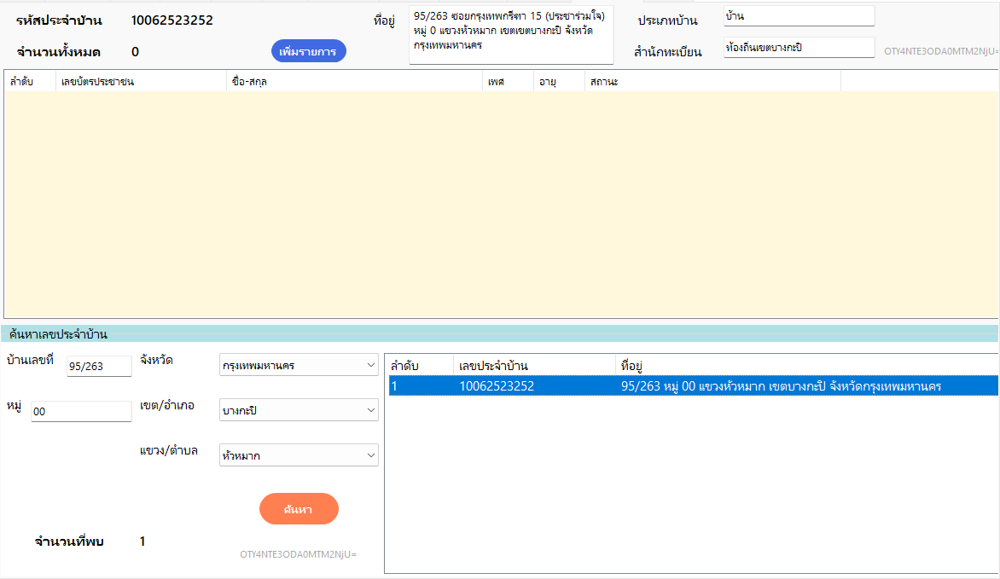 รหัสประจำบ้าน 10062523252 ที่อยู่ 95/263 ซอยกรุงเทพกรีฑา 15 (ประชาร่วมใจ) ประเภทบ้าน บ้าน
หมู่ 0 แขวงหัวหมาก เขตเขตบางกะปิ จังหวัด
กรุงเทพมหานคร
จำนวนทั้งหมด 0 เพิ่มรายการ สำนักทะเบียน ท้องถิ่นเขตบางกะปิ OTY4NTE3ODA0MTM2NjU=
ลำดับ เลขบัตรประชาชน ชื่อ-สกุล เพศ อายุ สถานะ
ค้นหาเลขประจำบ้าน
บ้านเลขที่ 95/263 จังหวัด กรุงเทพมหานคร
หมู่ 00 เขต/อำเภอ บางกะปิ
แขวง/ตำบล หัวหมาก
ค้นหา
จำนวนที่พบ 1
OTY4NTE3ODA0MTM2NjU=
ลำดับ เลขประจำบ้าน ที่อยู่
1 10062523252 95/263 หมู่ 00 แขวงหัวหมาก เขตบางกะปิ จังหวัดกรุงเทพมหานคร